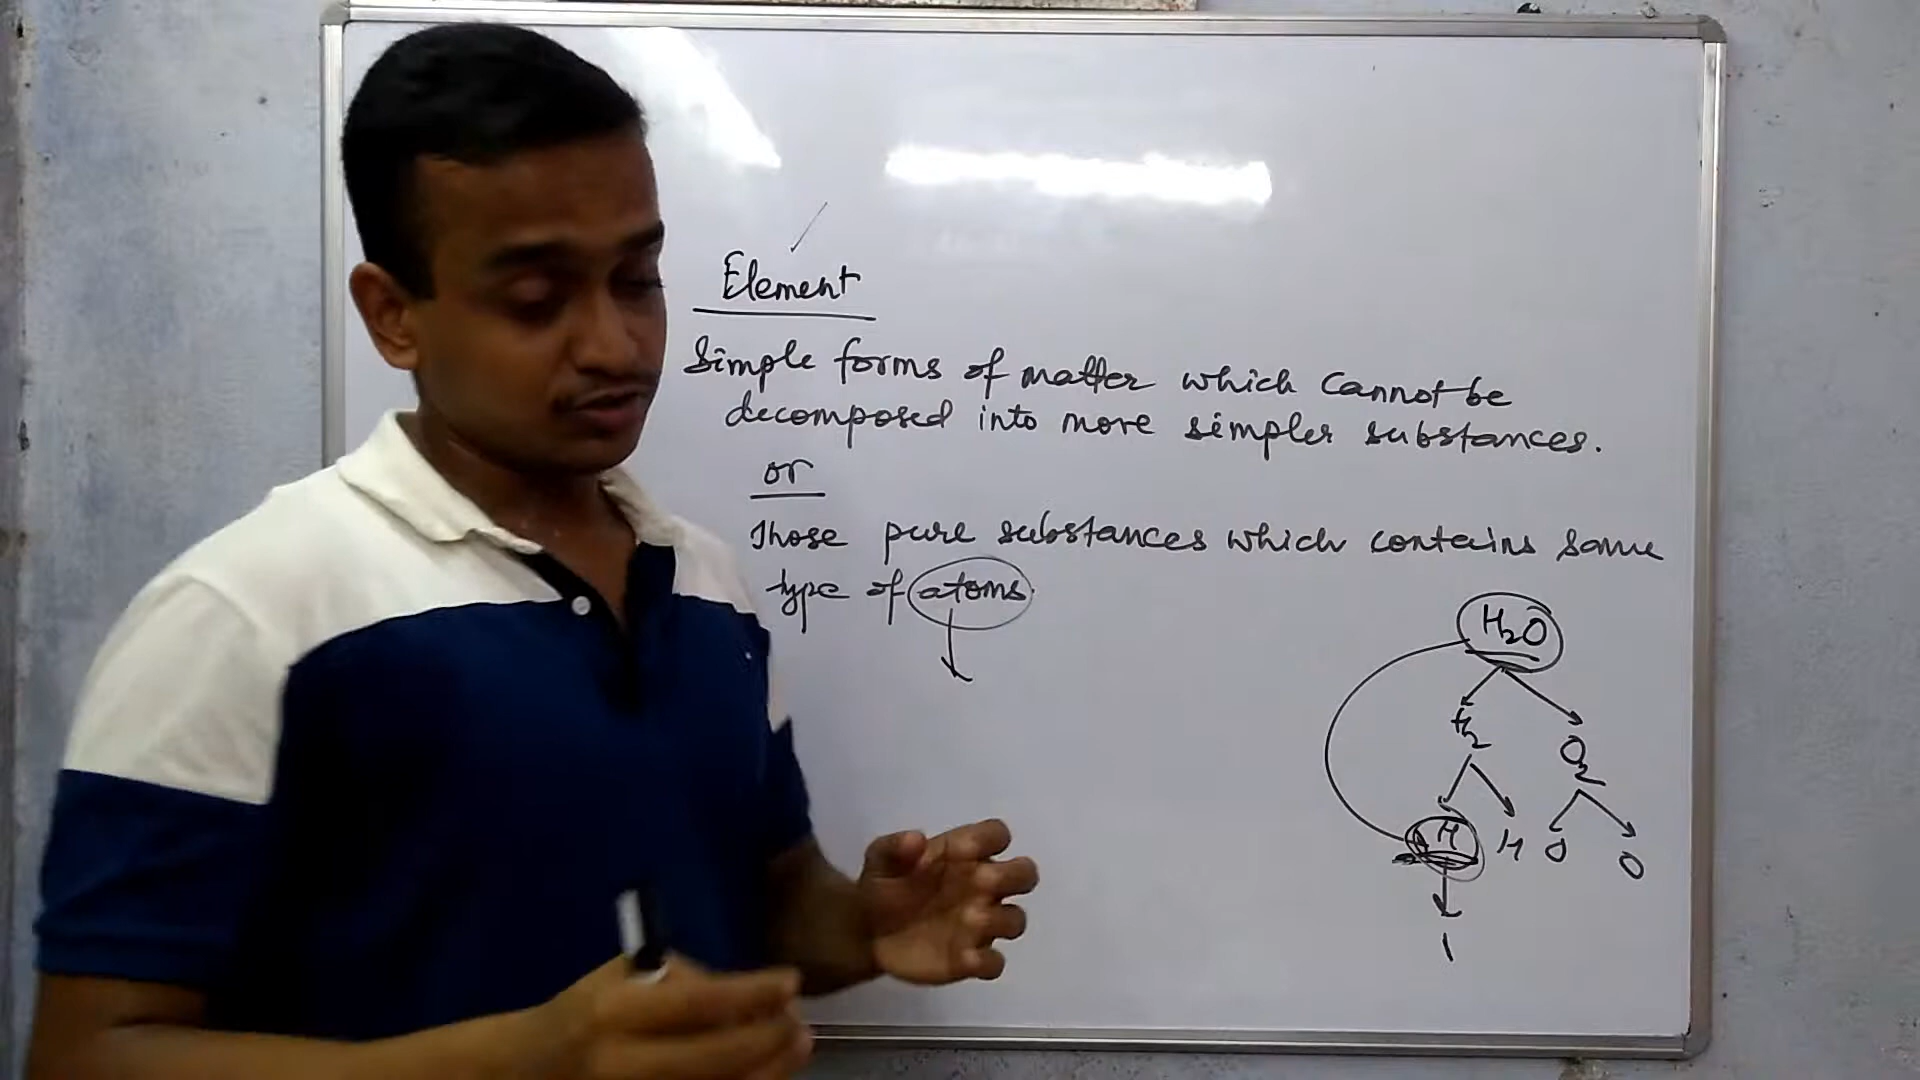 Element
Simple forms of matter which cannot be
decomposed into more simpler substances.
or
Those pure substances which contains same
type of atoms.
H₂O
H₂ O₂
H H O O
1